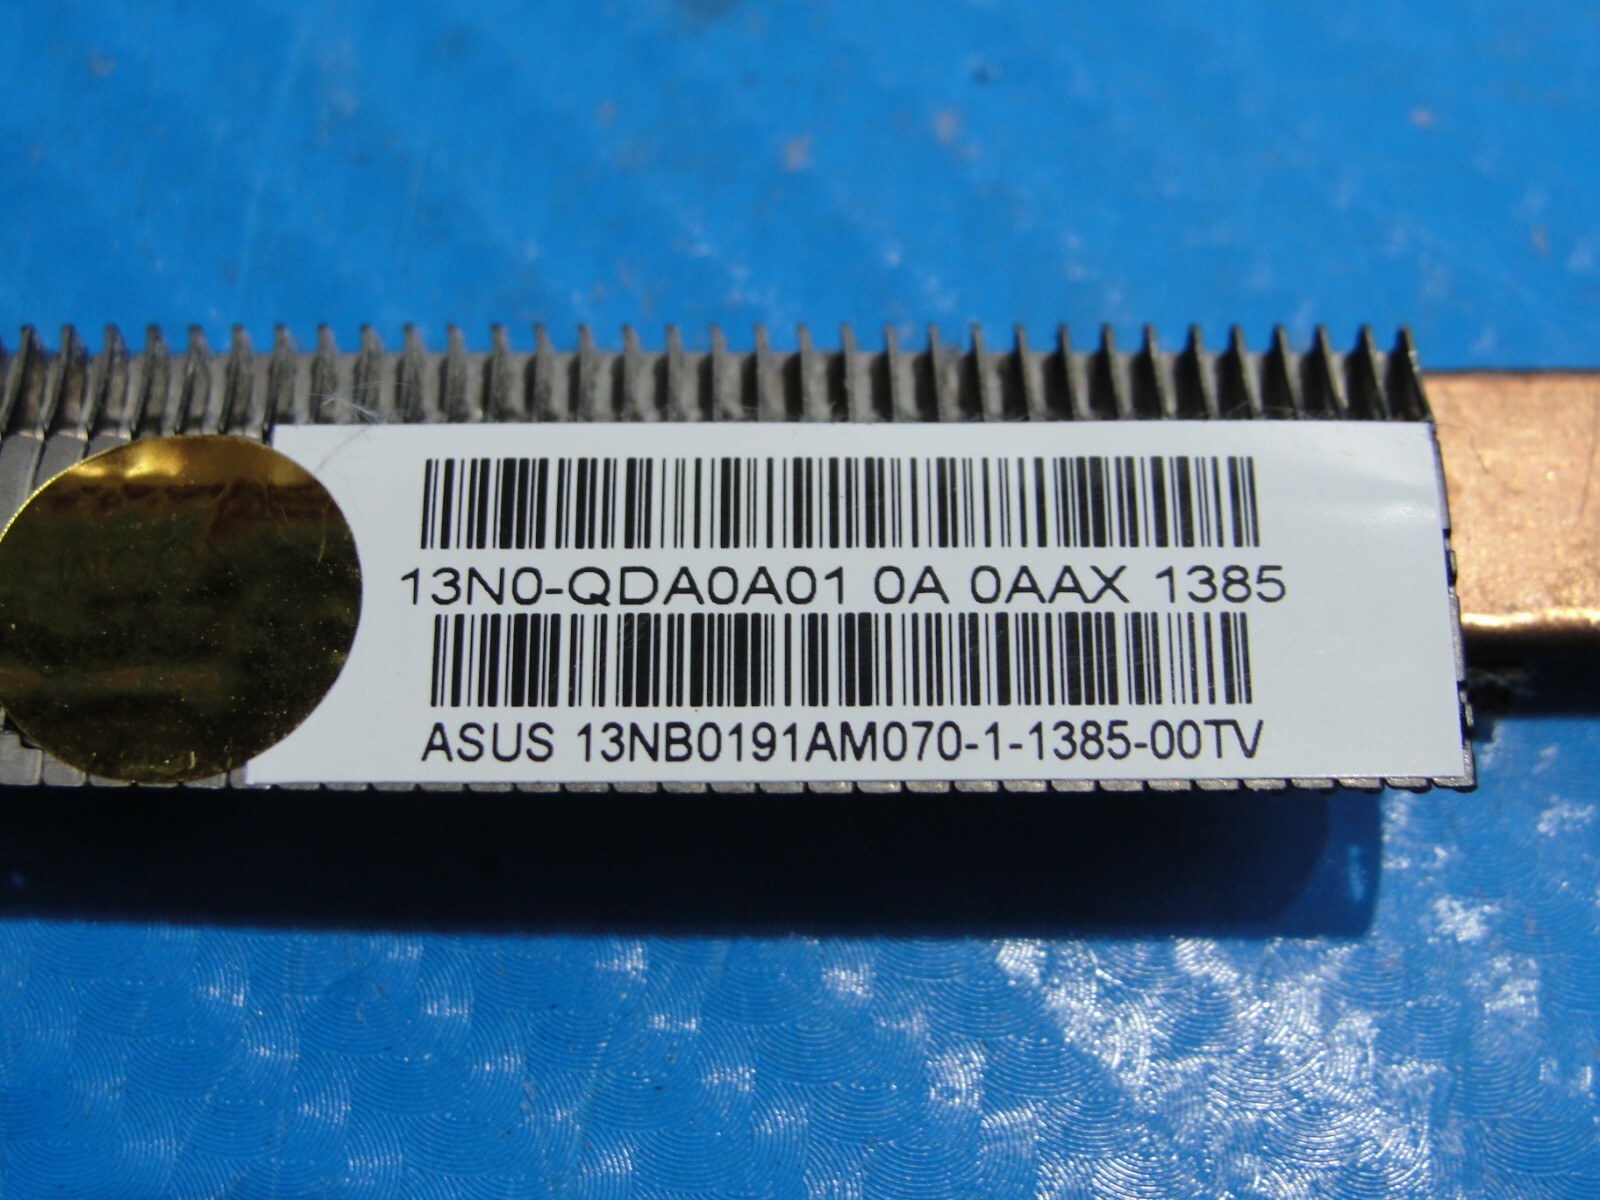 13N0-QDA0A01 0A 0AAX 1385
ASUS 13NB0191AM070-1-1385-00TV